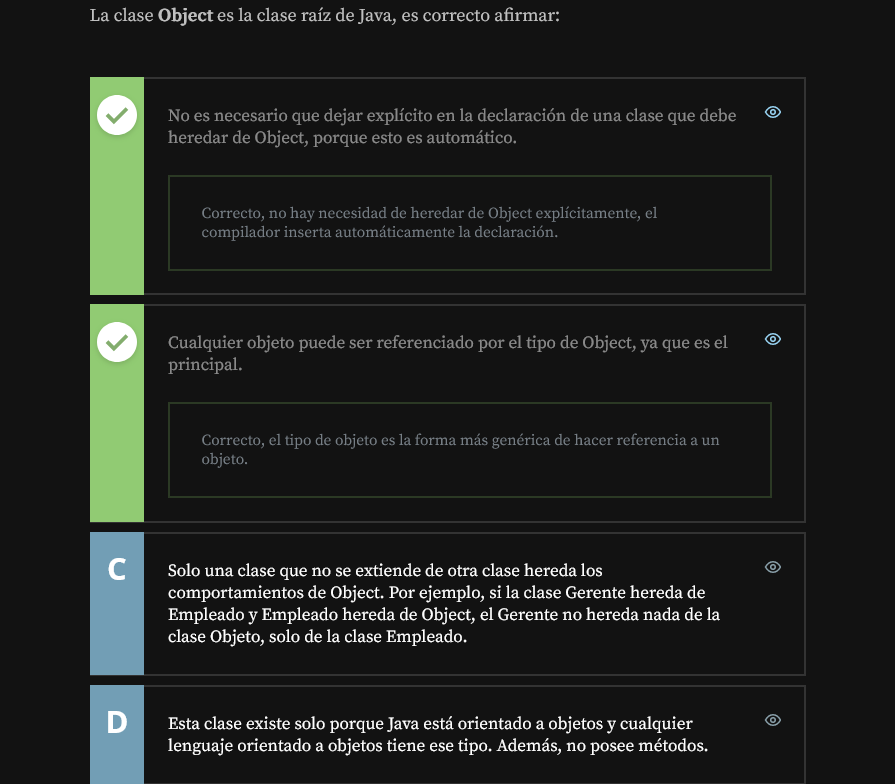 La clase Object es la clase raíz de Java, es correcto afirmar:
No es necesario que dejar explícito en la declaración de una clase que debe
heredar de Object, porque esto es automático.
Correcto, no hay necesidad de heredar de Object explícitamente, el
compilador inserta automáticamente la declaración.
Cualquier objeto puede ser referenciado por el tipo de Object, ya que es el
principal.
Correcto, el tipo de objeto es la forma más genérica de hacer referencia a un
objeto.
C
Solo una clase que no se extiende de otra clase hereda los
comportamientos de Object. Por ejemplo, si la clase Gerente hereda de
Empleado y Empleado hereda de Object, el Gerente no hereda nada de la
clase Objeto, solo de la clase Empleado.
D
Esta clase existe solo porque Java está orientado a objetos y cualquier
lenguaje orientado a objetos tiene ese tipo. Además, no posee métodos.